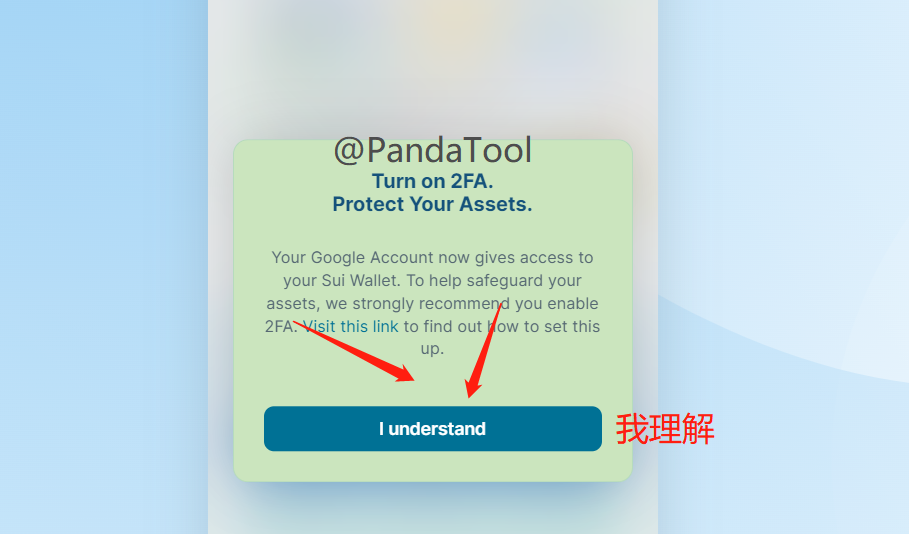 @PandaTool
Turn on 2FA.
Protect Your Assets.
Your Google Account now gives access to
your Sui Wallet. To help safeguard your
assets, we strongly recommend you enable
2FA. Visit this link to find out how to set this
up.
I understand
我理解